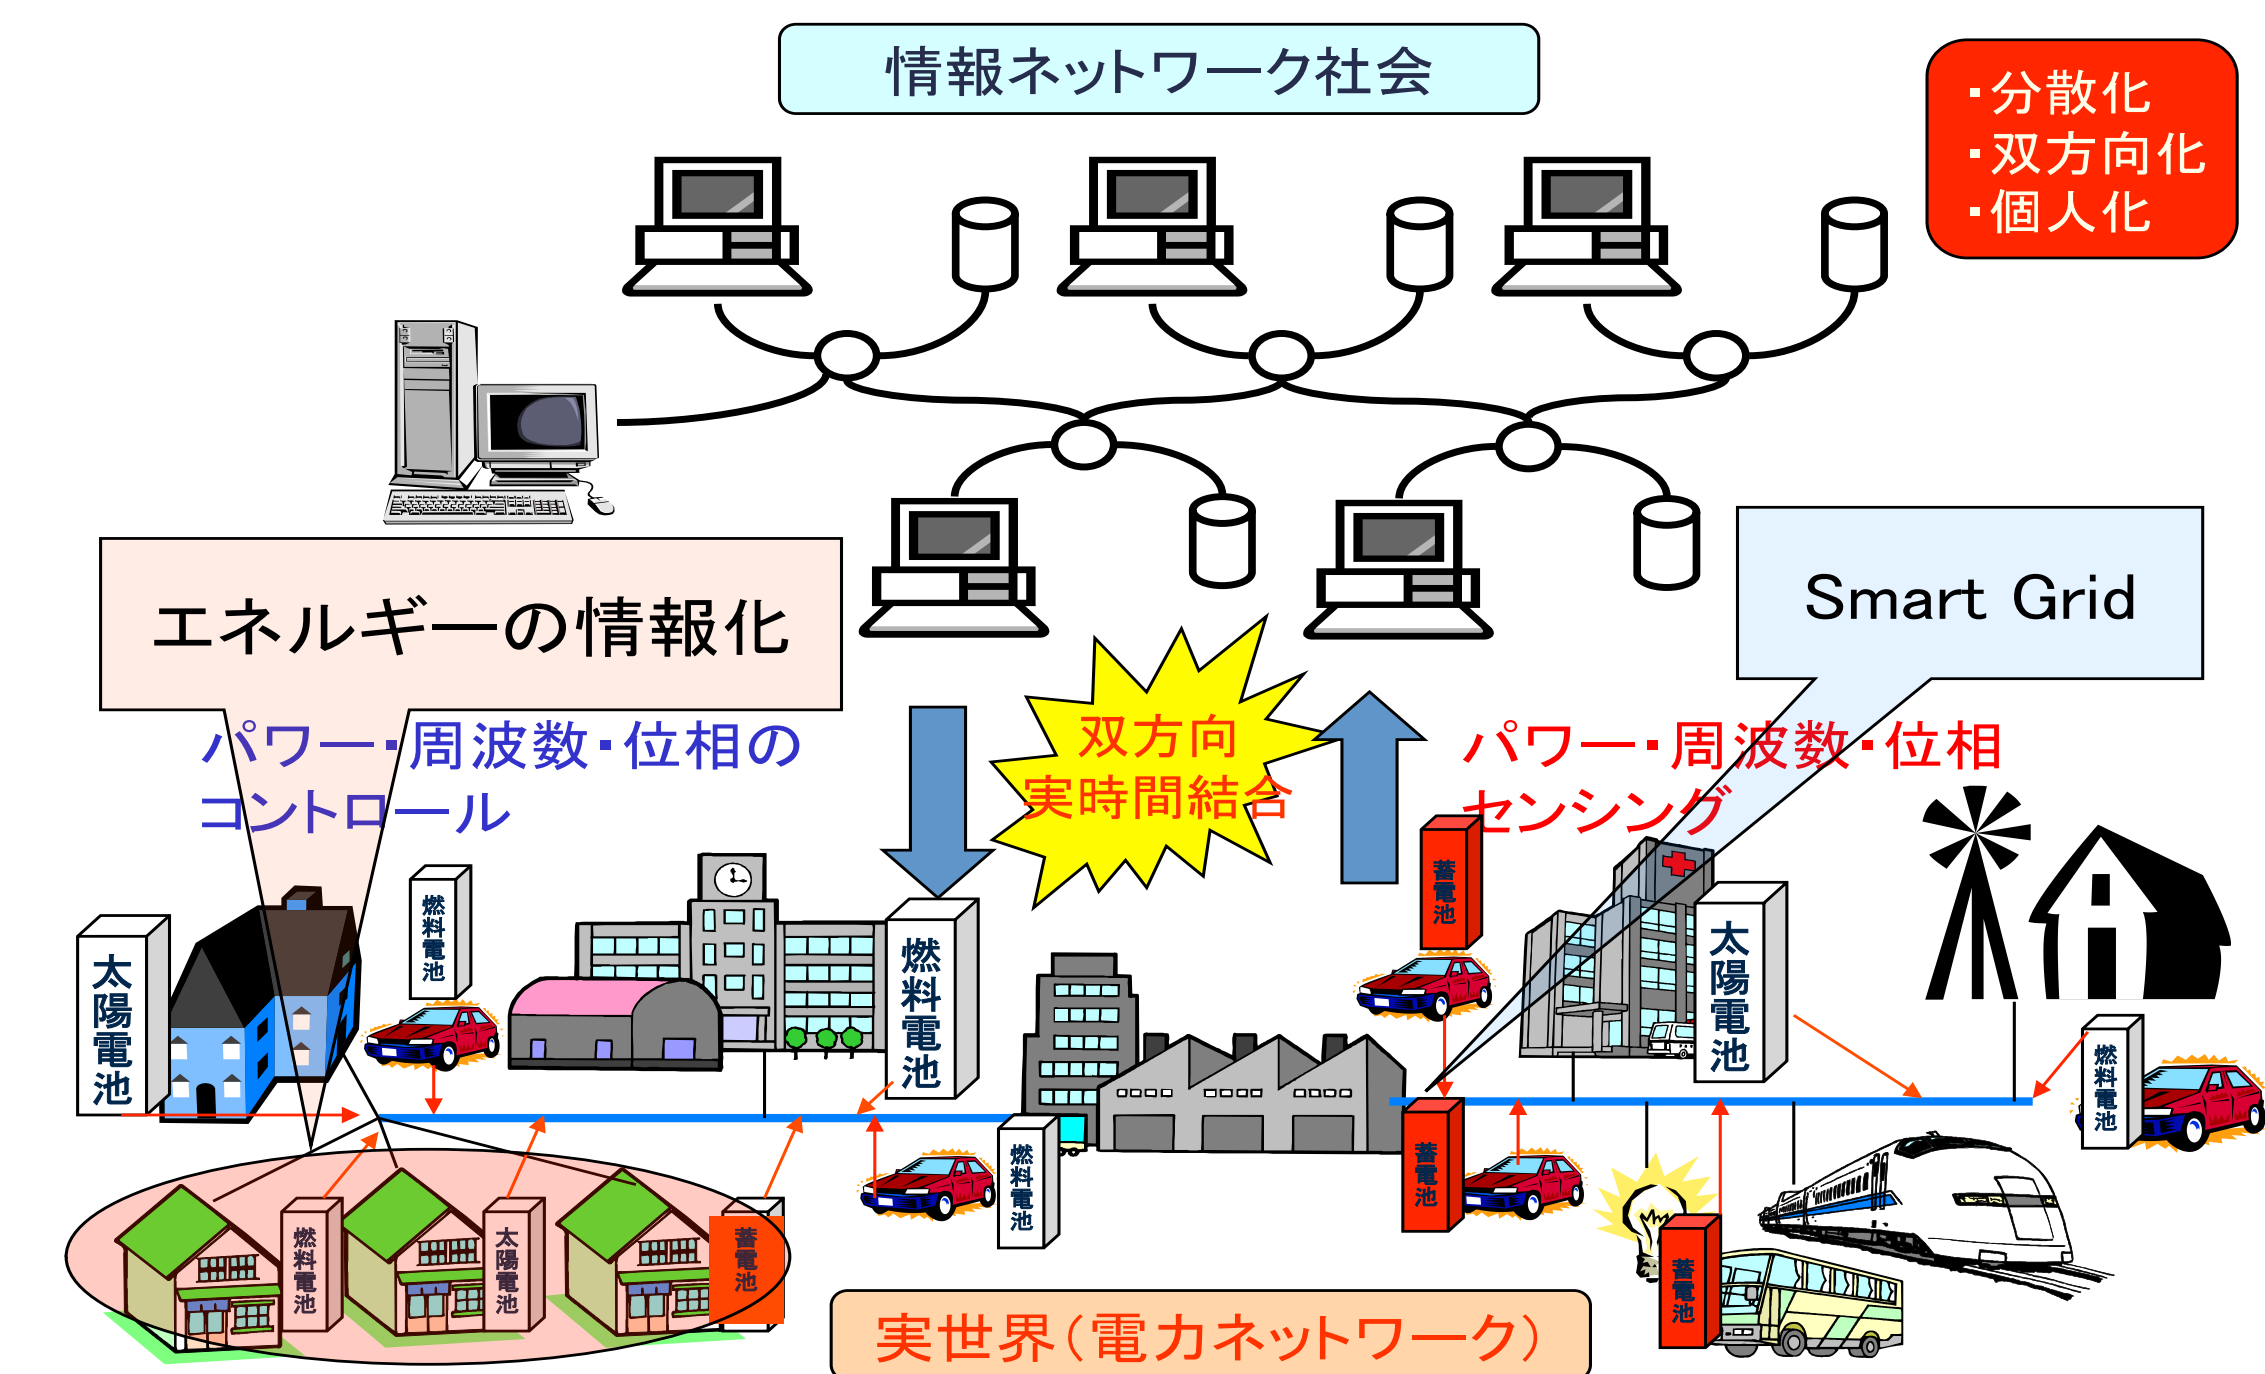 情報ネットワーク社会
・分散化
・双方向化
・個人化
エネルギーの情報化
Smart Grid
パワー・周波数・位相の
コントロール
双方向
実時間結合
パワー・周波数・位相
センシング
太陽電池
燃料電池
燃料電池
蓄電池
太陽電池
燃料電池
燃料電池
蓄電池
燃料電池
太陽電池
蓄電池
蓄電池
実世界（電力ネットワーク）